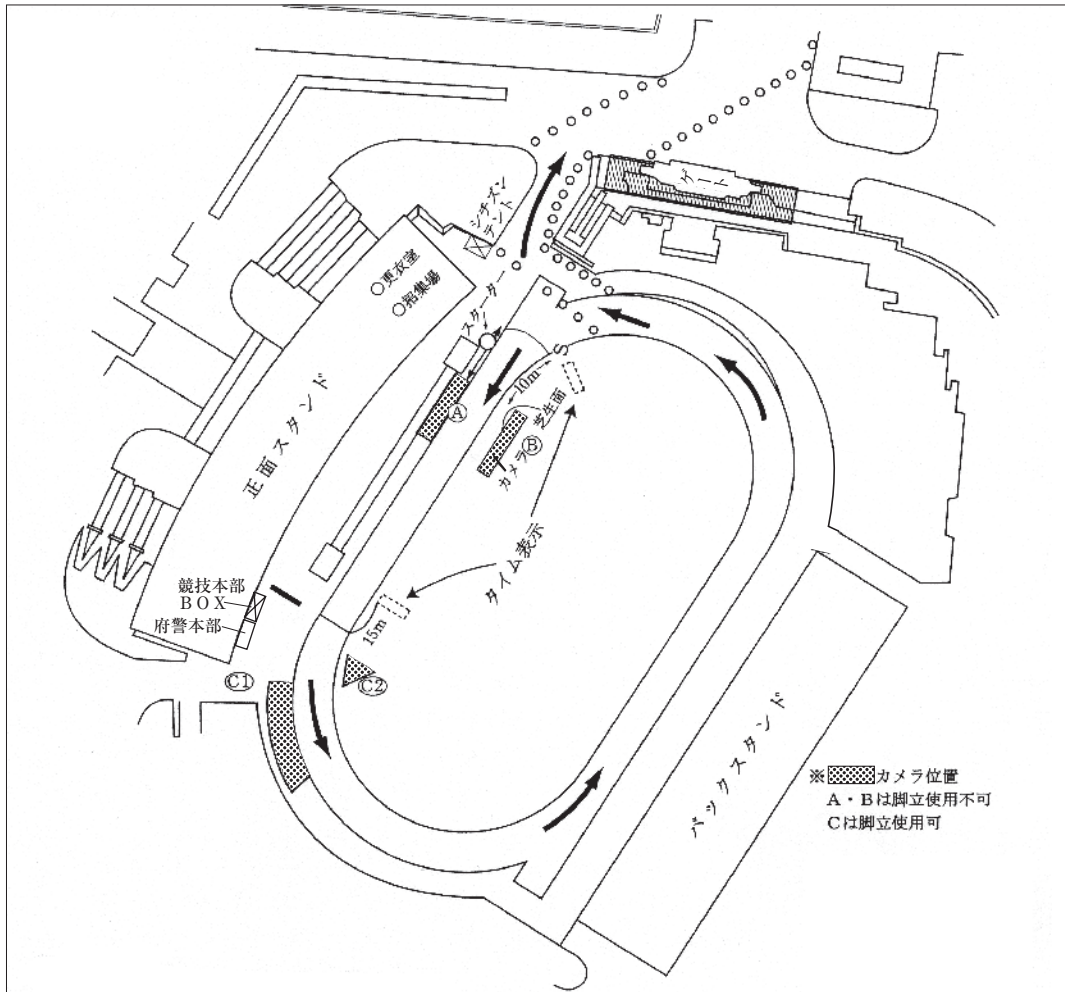 ゲート
シチズン
テント
更衣室
招集場
スターター
S
10m
A
芝生面
カメラB
正面スタンド
タイム表示
競技本部
BOX
府警本部
15m
C1
C2
バックスタンド
※カメラ位置
A・Bは脚立使用不可
Cは脚立使用可